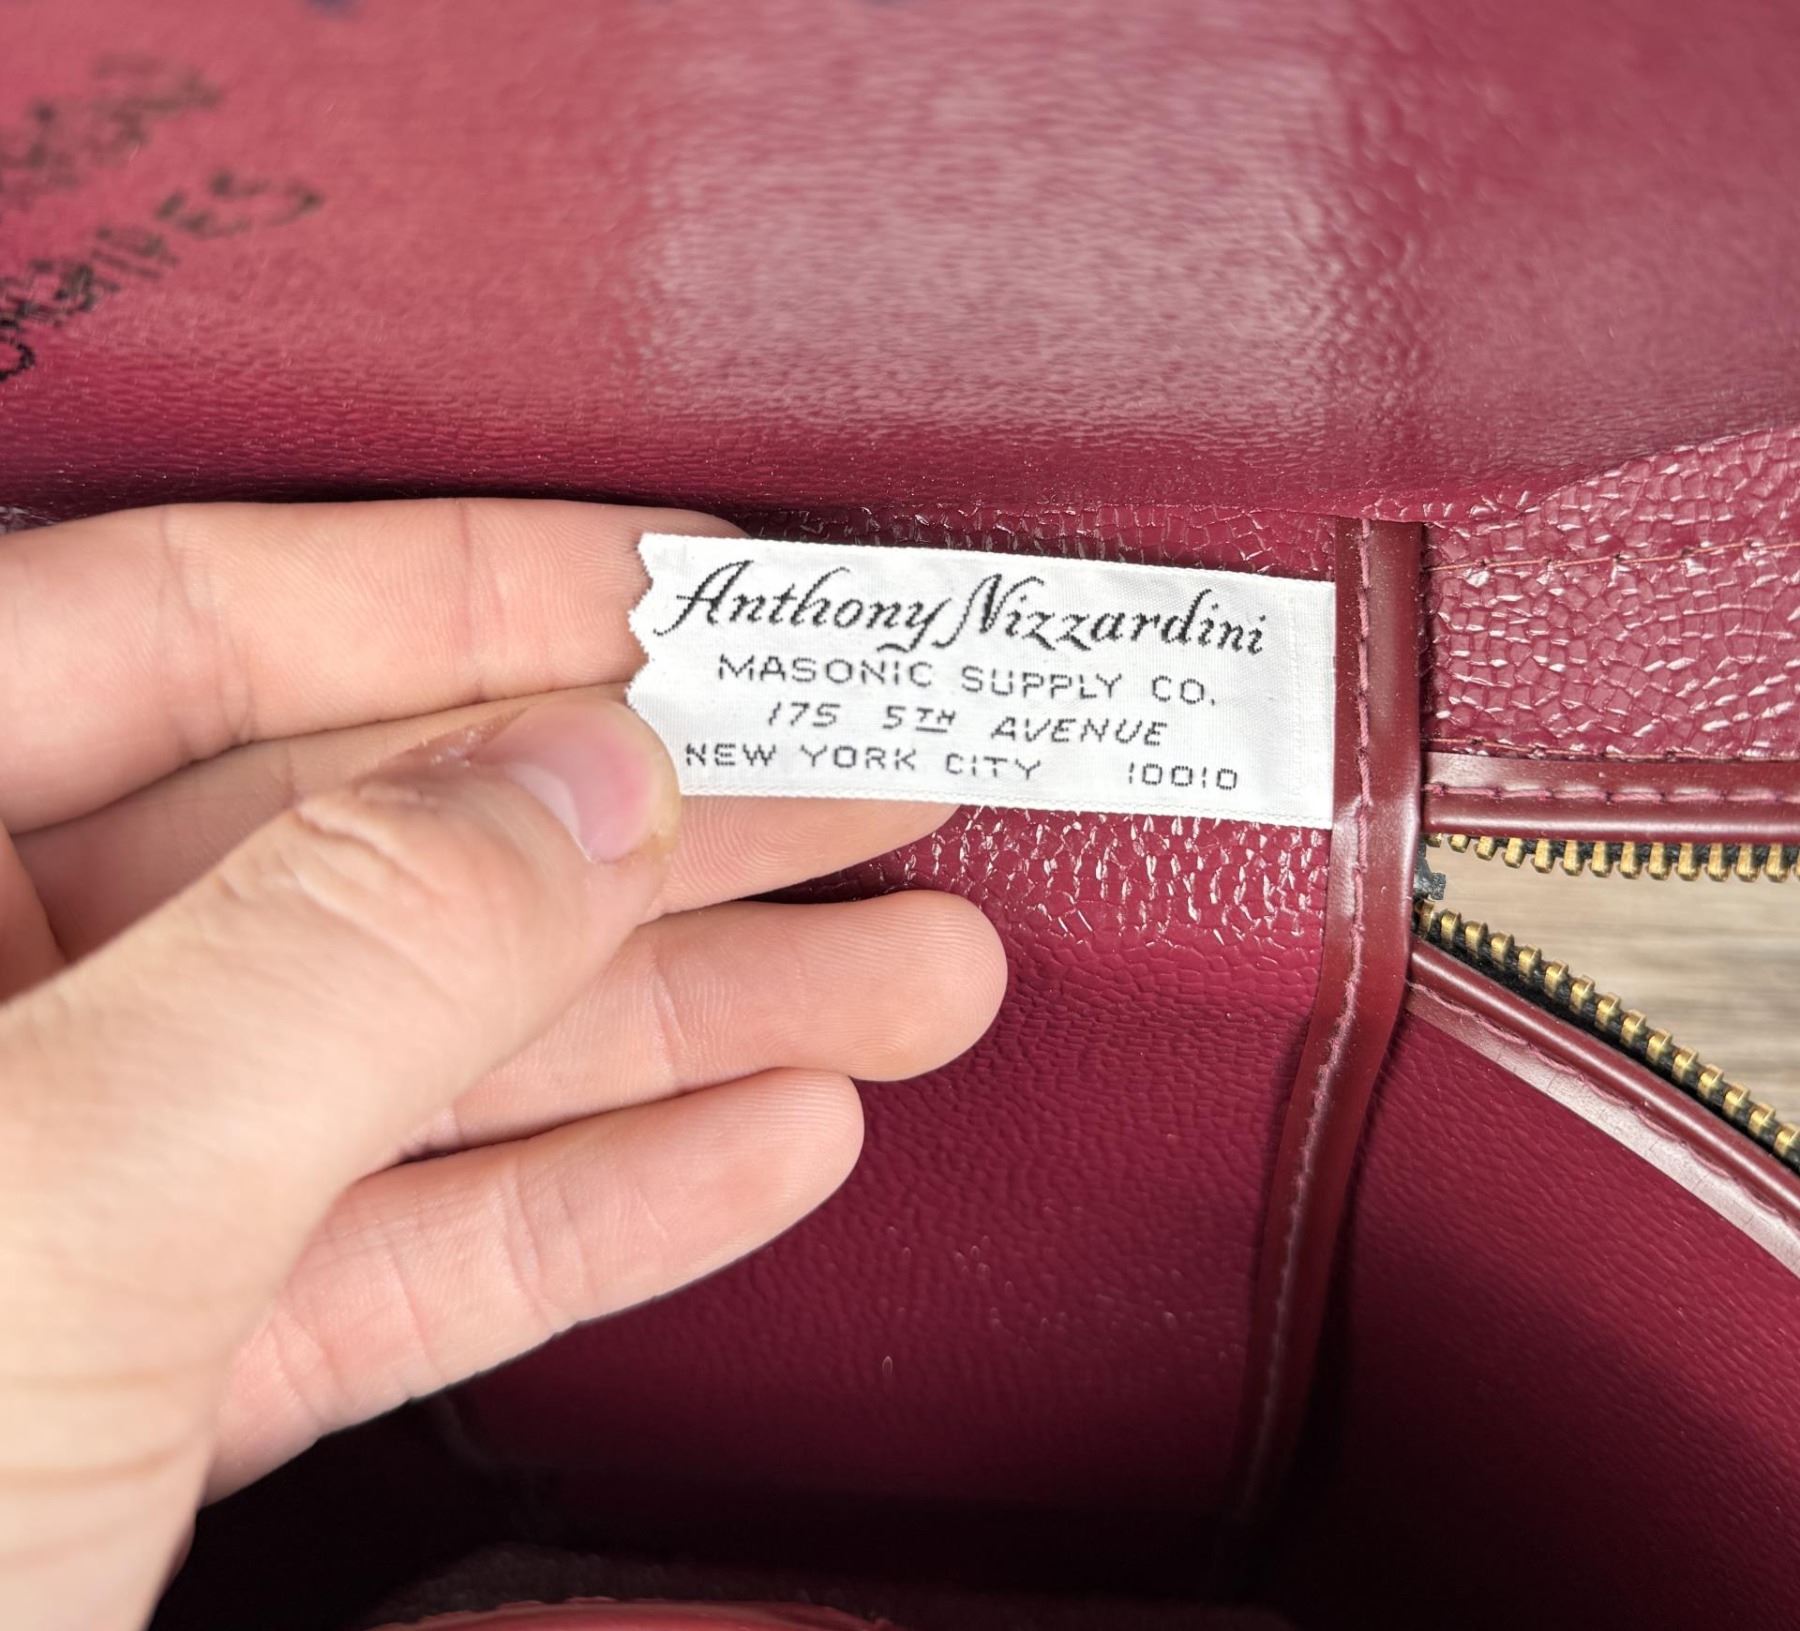 Anthony Nizzardini
MASONIC SUPPLY CO.
175 5TH AVENUE
NEW YORK CITY 10010